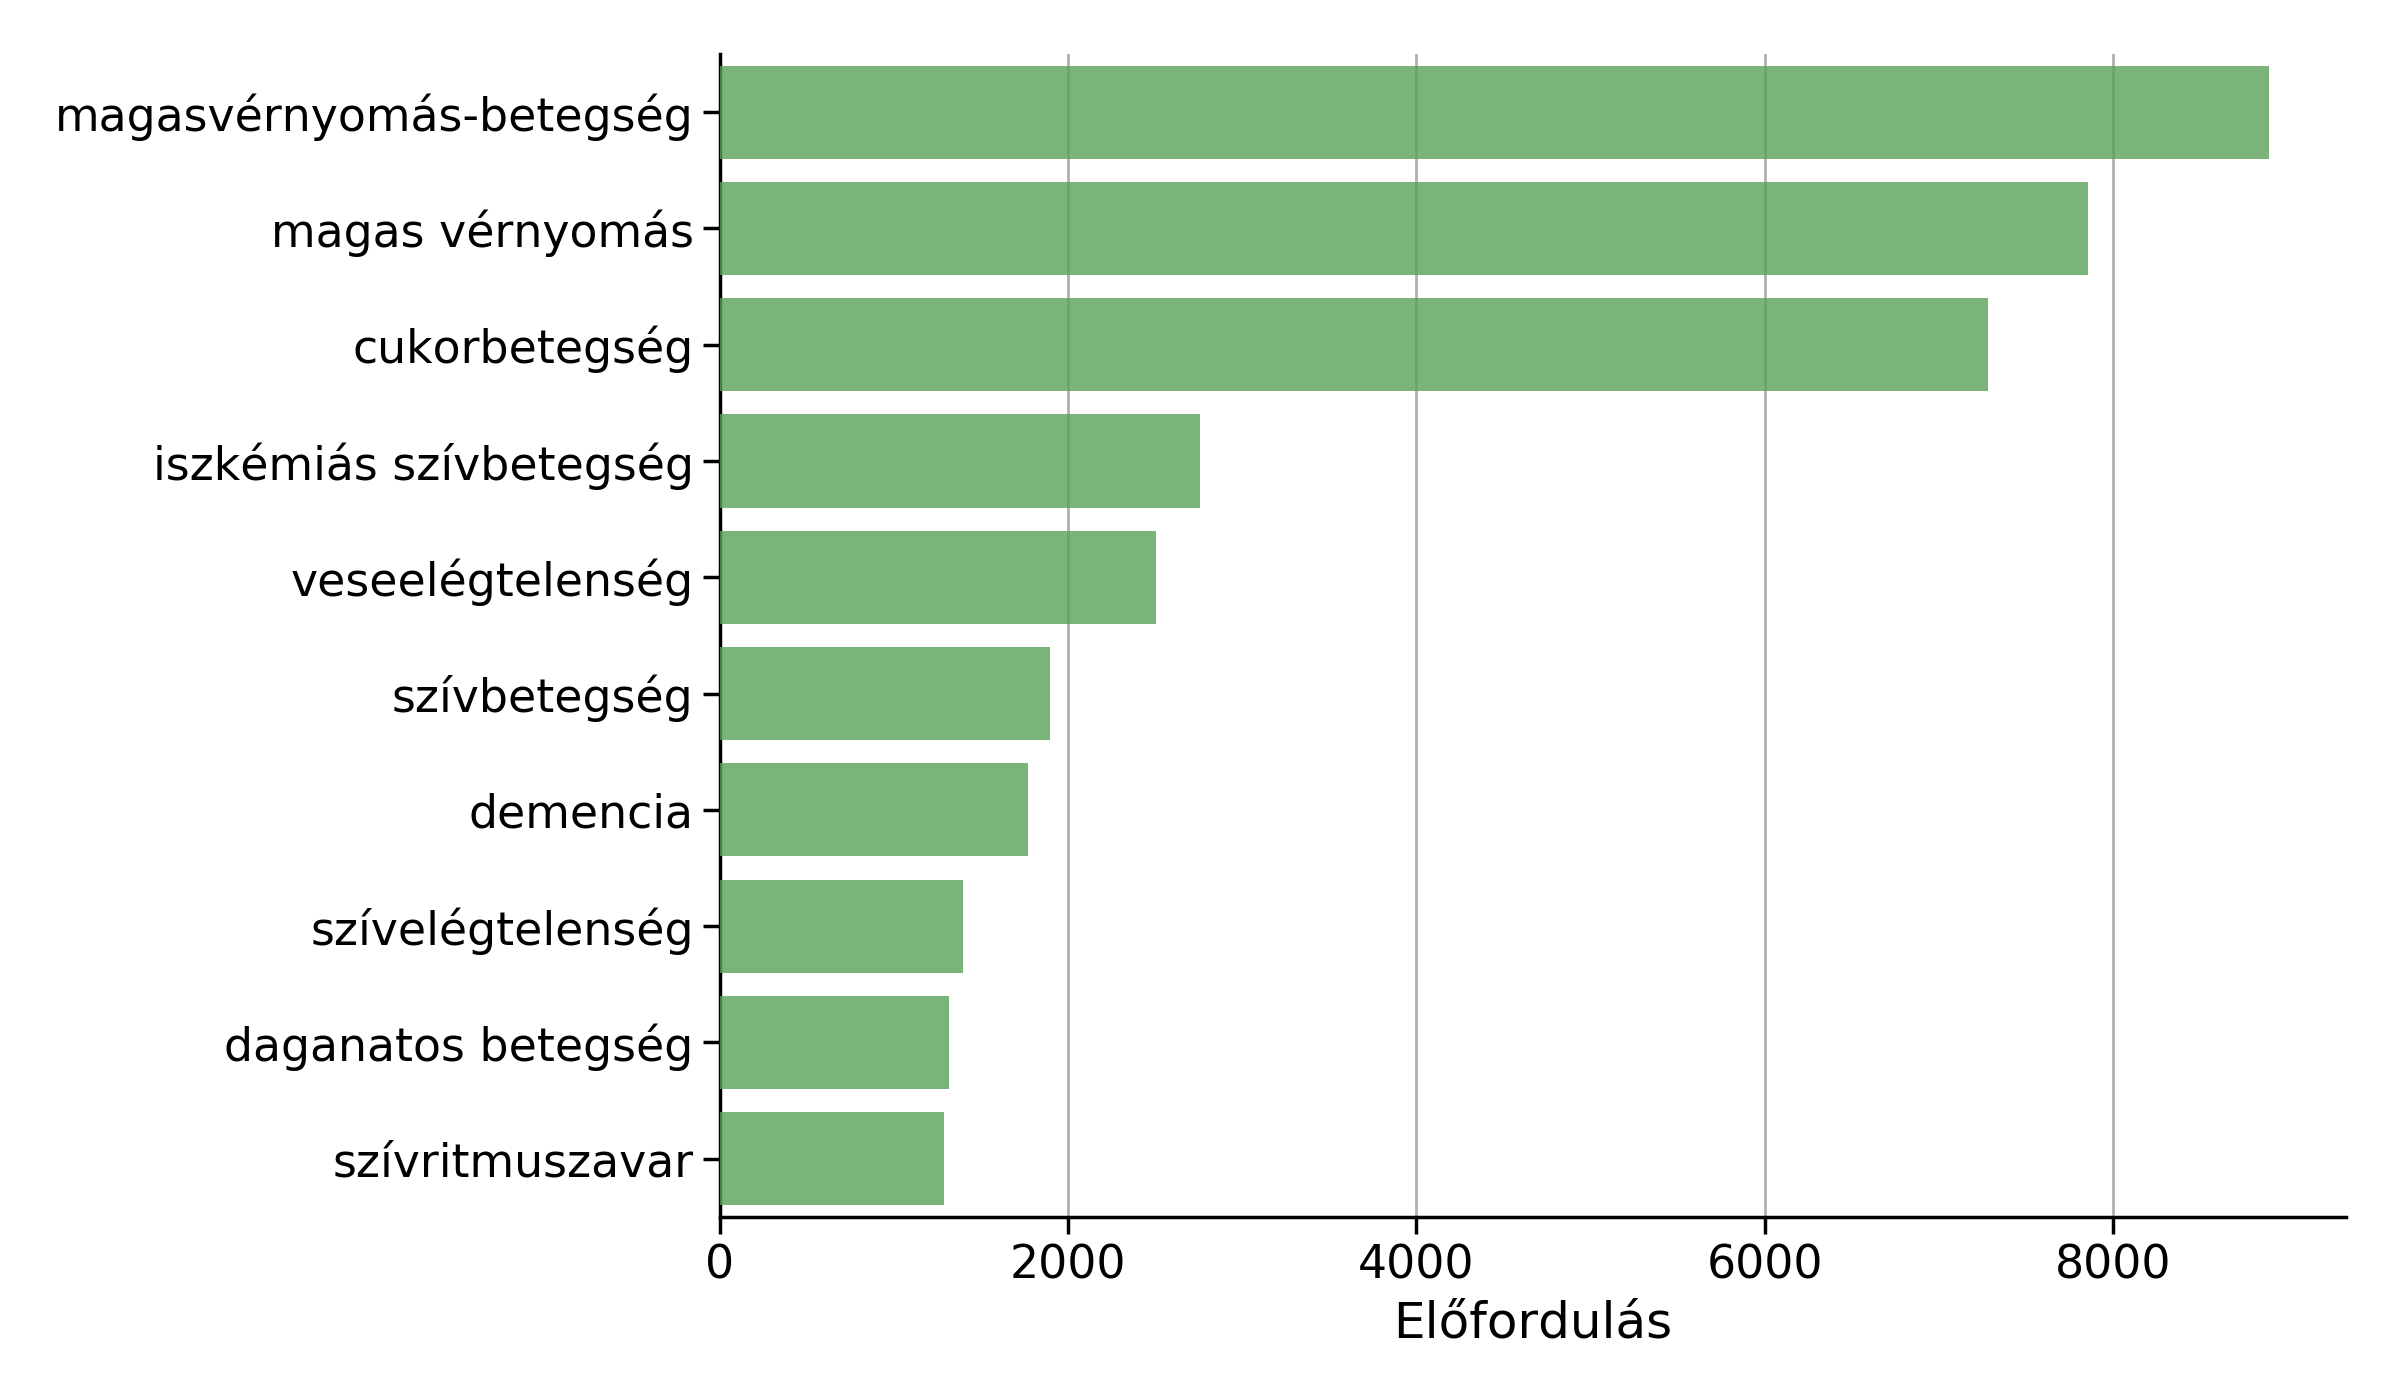 magasvérnyomás-betegség
magas vérnyomás
cukorbetegség
iszkémiás szívbetegség
veseelégtelenség
szívbetegség
demencia
szívelégtelenség
daganatos betegség
szívritmuszavar
0 2000 4000 6000 8000
Előfordulás